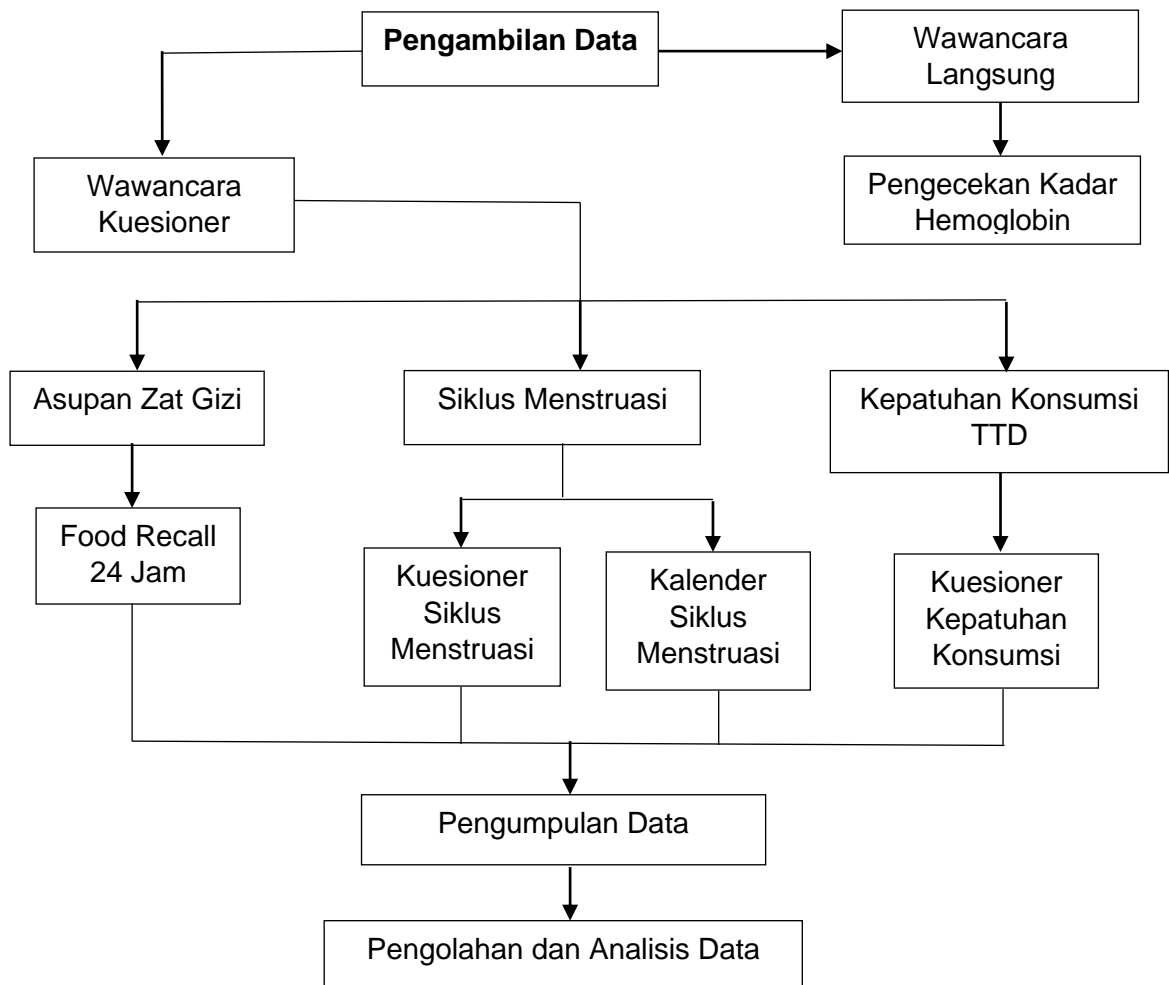 Pengambilan Data
Wawancara
Langsung
Wawancara
Kuesioner
Pengecekan Kadar
Hemoglobin
Asupan Zat Gizi
Siklus Menstruasi
Kepatuhan Konsumsi
TTD
Food Recall
24 Jam
Kuesioner
Siklus
Menstruasi
Kalender
Siklus
Menstruasi
Kuesioner
Kepatuhan
Konsumsi
Pengumpulan Data
Pengolahan dan Analisis Data